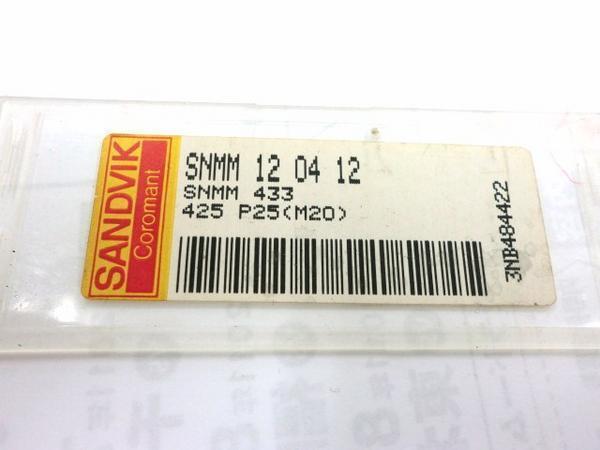 SANDVIK
Coromant
SNMM 12 04 12
SNMM 433
425 P25(M20)
3NB484422